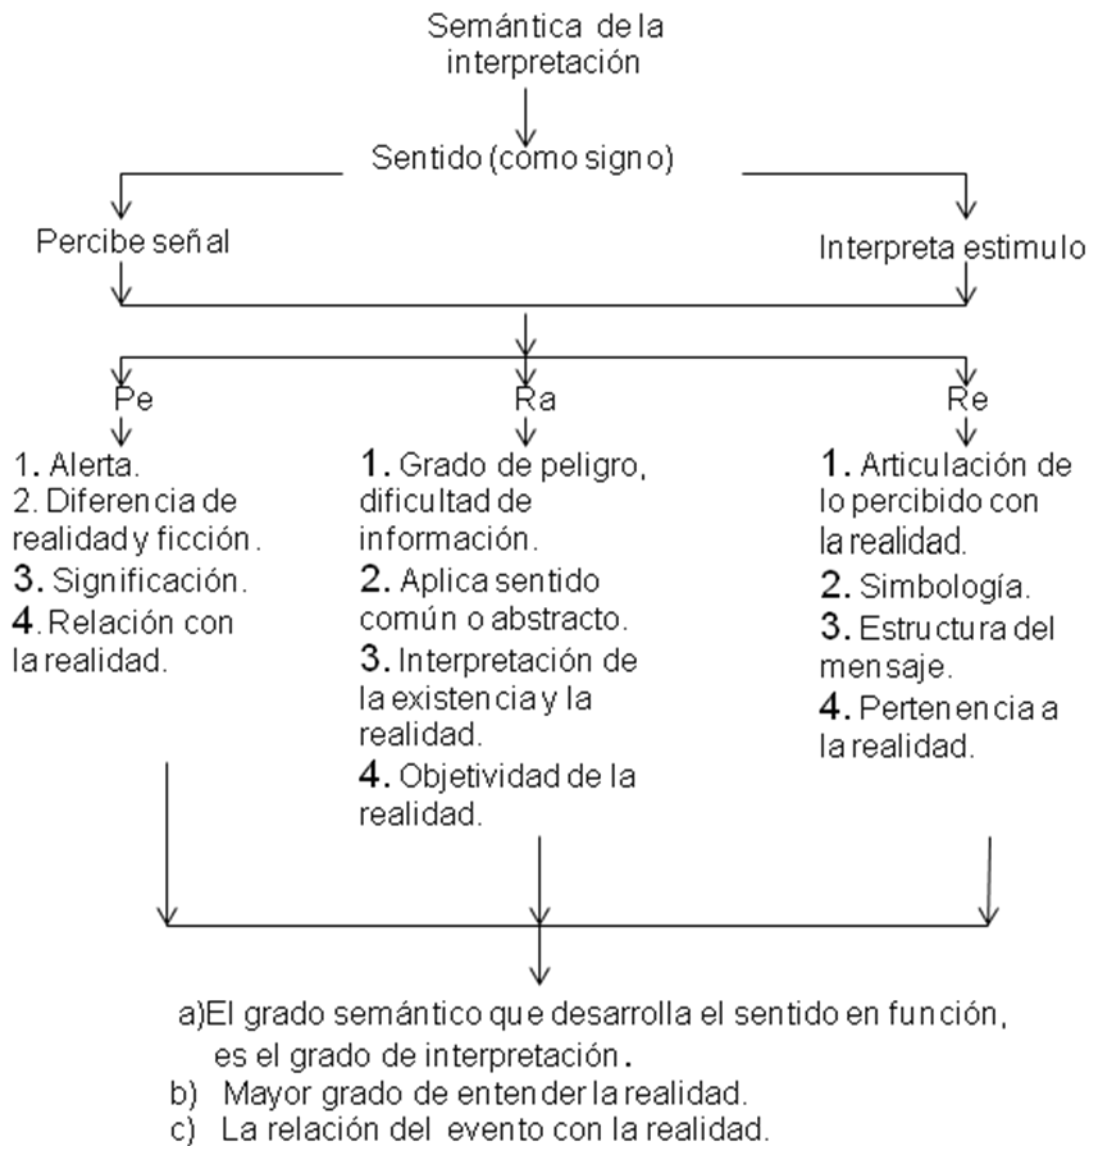 Semántica de la
interpretación
Sentido (como signo)
Percibe señal
Interpreta estimulo
Pe
Ra
Re
1. Alerta.
2. Diferencia de
realidad y ficción.
3. Significación.
4. Relación con
la realidad.
1. Grado de peligro,
dificultad de
información.
2. Aplica sentido
común o abstracto.
3. Interpretación de
la existencia y la
realidad.
4. Objetividad de la
realidad.
1. Articulación de
lo percibido con
la realidad.
2. Simbología.
3. Estructura del
mensaje.
4. Pertenencia a
la realidad.
a)El grado semántico que desarrolla el sentido en función,
es el grado de interpretación.
b) Mayor grado de entender la realidad.
c) La relación del evento con la realidad.